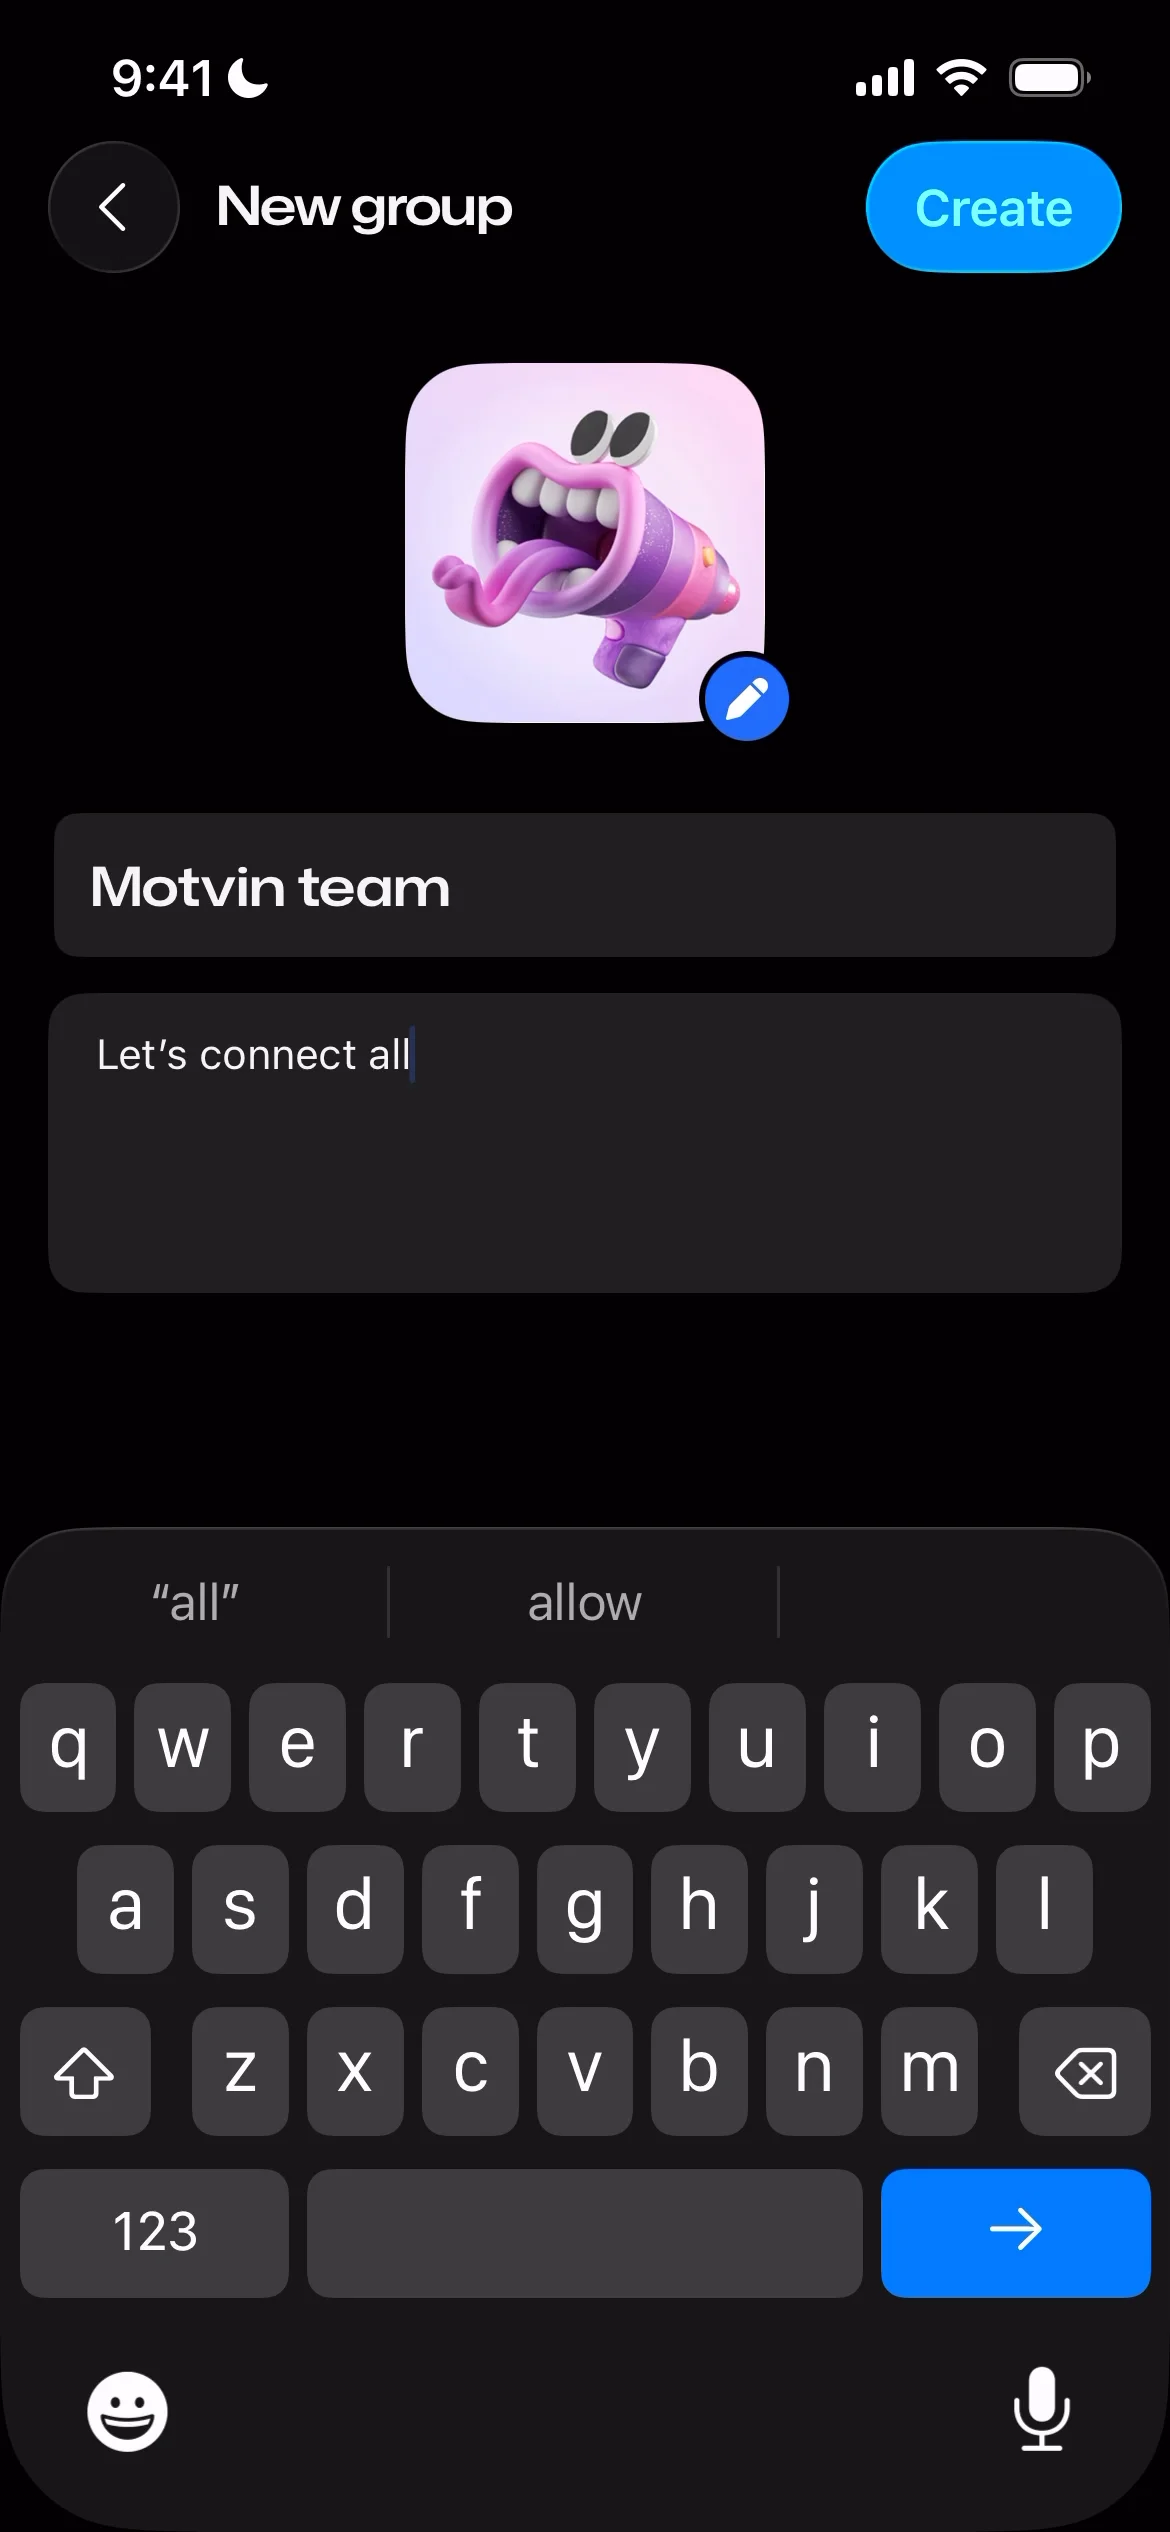 9:41
New group
Create
Motvin team
Let’s connect all
“all” allow
q w e r t y u i o p
a s d f g h j k l
z x c v b n m
123